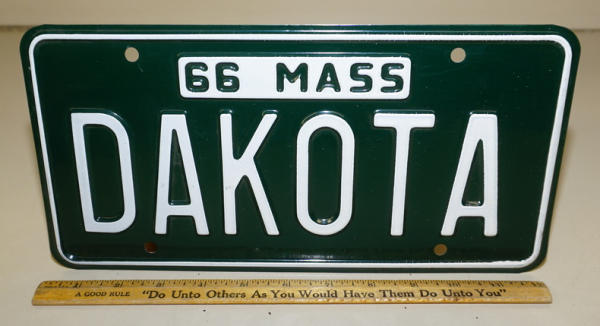 66 MASS
DAKOTA
A GOOD RULE "Do Unto Others As You Would Have Them Do Unto You"